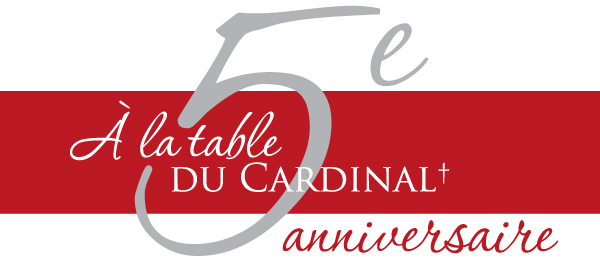 5e
À la table
DU CARDINAL†
anniversaire